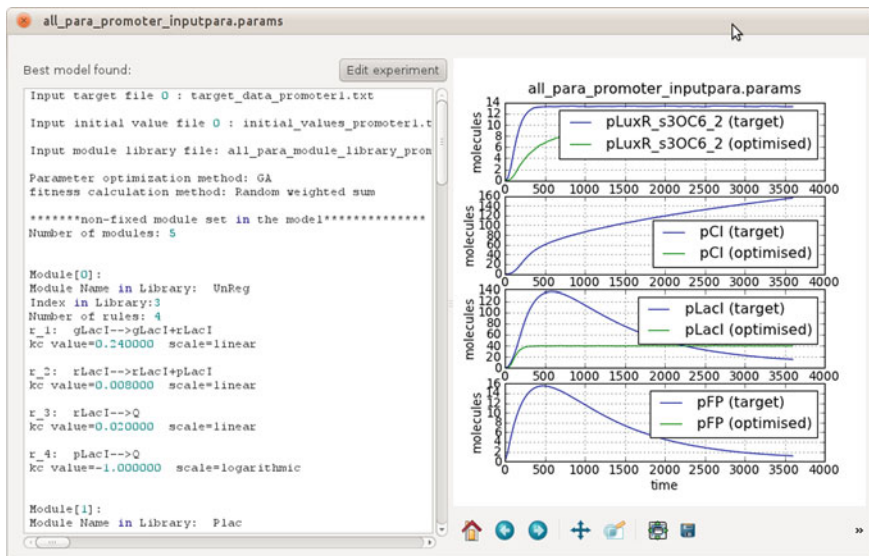 all_para_promoter_inputpara.params
Best model found:
Edit experiment
Input target file 0 : target_data_promoter1.txt
Input initial value file 0 : initial_values_promoter1.t
Input module library file: all_para_module_library_prom
Parameter optimization method: GA
fitness calculation method: Random weighted sum
*******non-fixed module set in the model**************
Number of modules: 5
Module[0]:
Module Name in Library: UnReg
Index in Library:3
Number of rules: 4
r_1: gLacI-->gLacI+rLacI
kc value=0.240000 scale=linear
r_2: rLacI-->rLacI+pLacI
kc value=0.008000 scale=linear
r_3: rLacI-->Q
kc value=0.020000 scale=linear
r_4: pLacI-->Q
kc value=-1.000000 scale=logarithmic
Module[1]:
Module Name in Library: Plac
all_para_promoter_inputpara.params
molecules
14
12
10
8
6
4
2
0
pLuxR_s3OC6_2 (target)
pLuxR_s3OC6_2 (optimised)
0 500 1000 1500 2000 2500 3000 3500 4000
molecules
160
140
120
100
80
60
40
20
0
pCI (target)
pCI (optimised)
0 500 1000 1500 2000 2500 3000 3500 4000
molecules
140
120
100
80
60
40
20
0
pLacI (target)
pLacI (optimised)
0 500 1000 1500 2000 2500 3000 3500 4000
molecules
16
14
12
10
8
6
4
2
0
pFP (target)
pFP (optimised)
0 500 1000 1500 2000 2500 3000 3500 4000
time
»